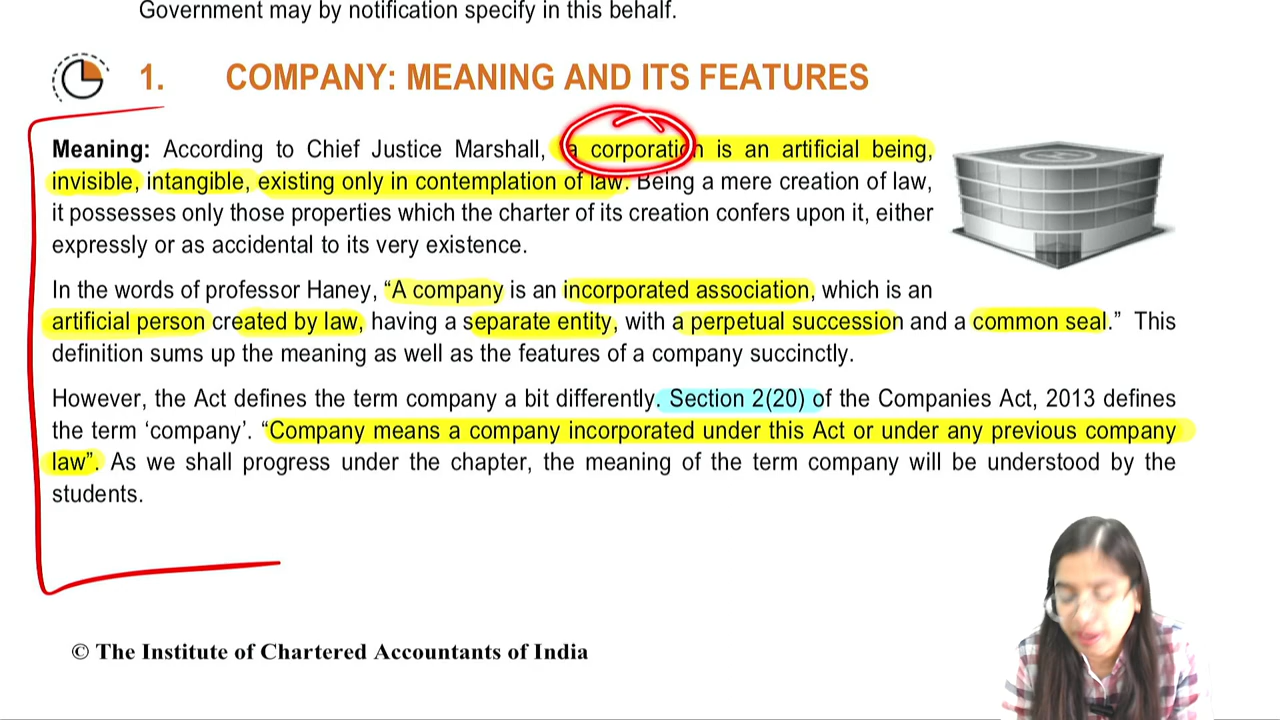 Government may by notification specify in this behalf.
1. COMPANY: MEANING AND ITS FEATURES
Meaning: According to Chief Justice Marshall, “a corporation is an artificial being,
invisible, intangible, existing only in contemplation of law. Being a mere creation of law,
it possesses only those properties which the charter of its creation confers upon it, either
expressly or as accidental to its very existence.
In the words of professor Haney, “A company is an incorporated association, which is an
artificial person created by law, having a separate entity, with a perpetual succession and a common seal.” This
definition sums up the meaning as well as the features of a company succinctly.
However, the Act defines the term company a bit differently. Section 2(20) of the Companies Act, 2013 defines
the term ‘company’. “Company means a company incorporated under this Act or under any previous company
law”. As we shall progress under the chapter, the meaning of the term company will be understood by the
students.
© The Institute of Chartered Accountants of India